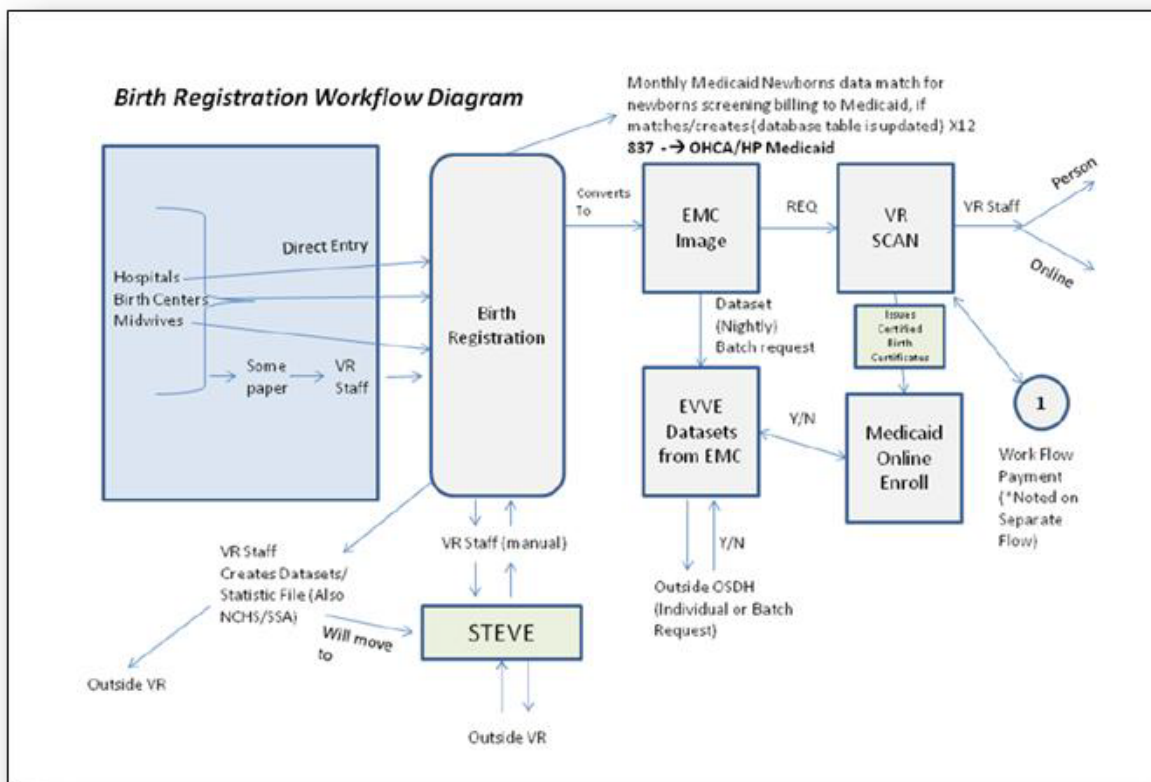 Birth Registration Workflow Diagram
Monthly Medicaid Newborns data match for
newborns screening billing to Medicaid, if
matches/creates{database table is updated} X12
837 -→ OHCA/HP Medicaid
Hospitals
Birth Centers
Midwives
Direct Entry
Some
paper
VR
Staff
Birth
Registration
Converts
To
EMC
Image
REQ
VR
SCAN
VR Staff
Person
Online
Dataset
{Nightly}
Batch request
Issues
Certified
Birth
Certificates
EVVE
Datasets
from EMC
Y/N
Medicaid
Online
Enroll
1
Work Flow
Payment
{*Noted on
Separate
Flow}
Y/N
Outside OSDH
(Individual or Batch
Request)
VR Staff
Creates Datasets/
Statistic File (Also
NCHS/SSA)
VR Staff (manual}
Will move
to
STEVE
Outside VR
Outside VR